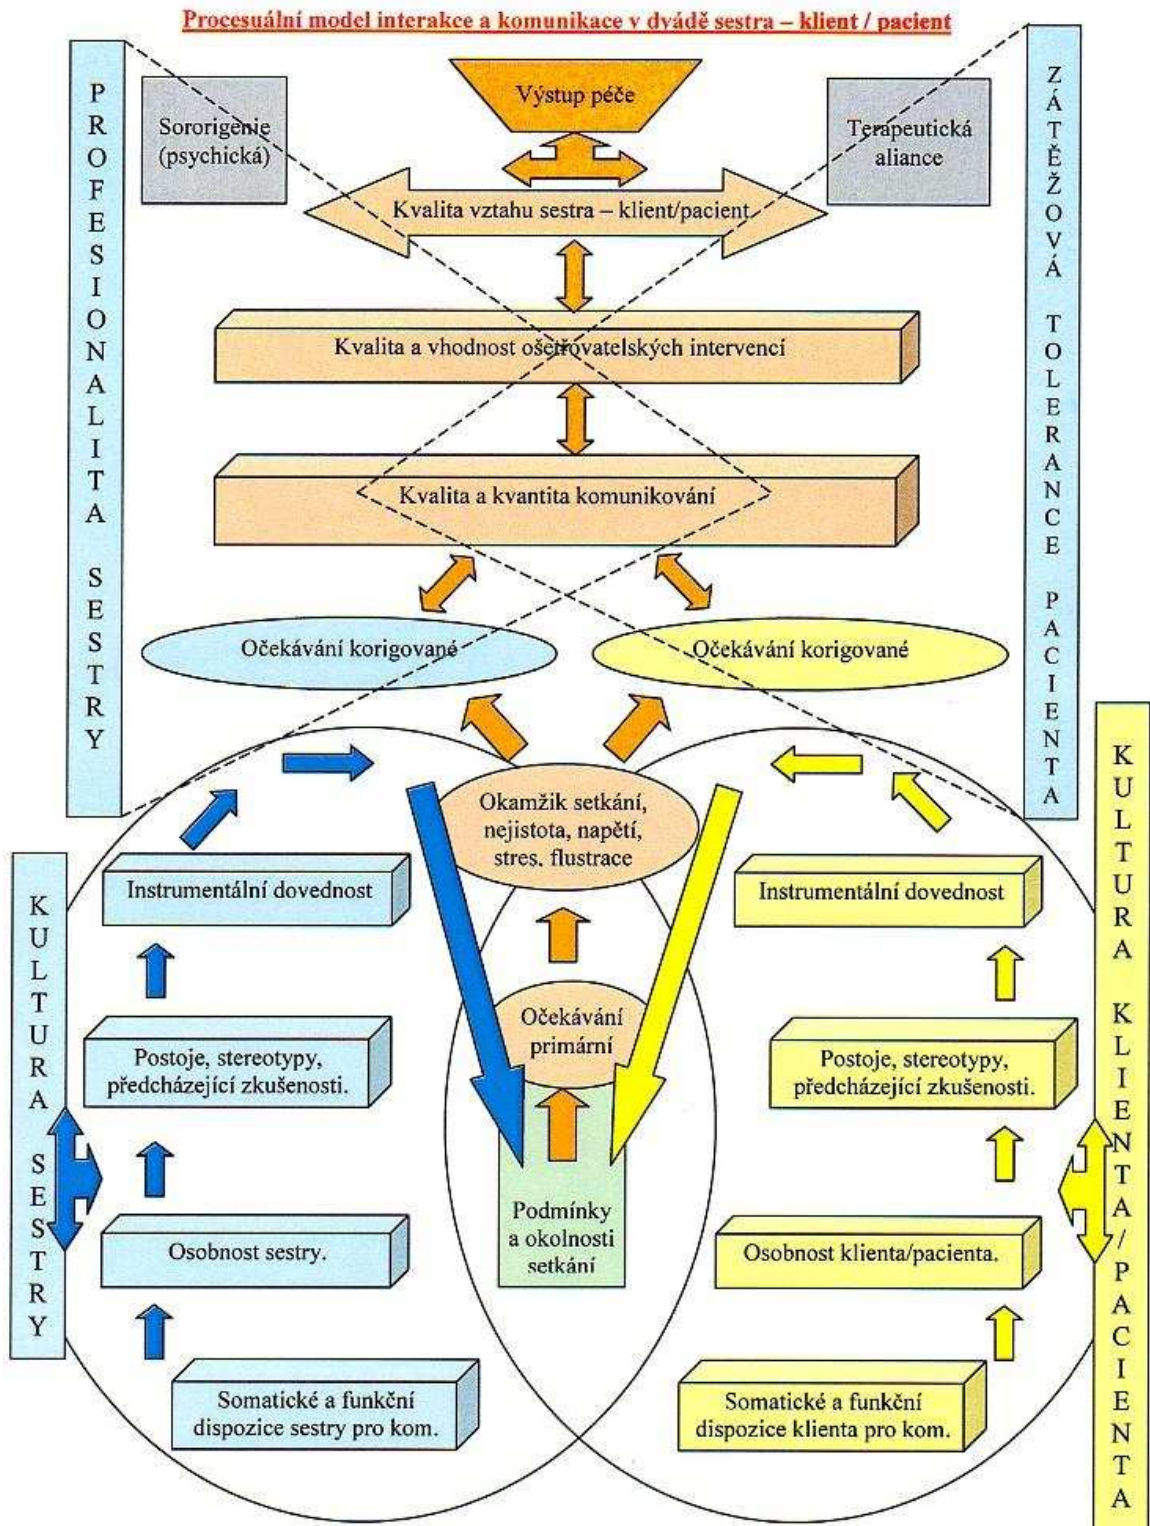 Procesuální model interakce a komunikace v dvádě sestra – klient / pacient
PROFESIONALITA SESTRY
Sororigenie
(psychická)
Výstup péče
Terapeutická
aliance
ZÁTĚŽOVÁ TOLERANCE PACIENTA
Kvalita vztahu sestra – klient/pacient
Kvalita a vhodnost ošetřovatelských intervencí
Kvalita a kvantita komunikování
Očekávání korigované
Očekávání korigované
Okamžik setkání,
nejistota, napětí,
stres. flustrace
KULTURA SESTRY
Instrumentální dovednost
Instrumentální dovednost
KULTURA KLIENTA/PACIENTA
Očekávání
primární
Postoje, stereotypy,
předcházející zkušenosti.
Postoje, stereotypy,
předcházející zkušenosti.
Podmínky
a okolnosti
setkání
Osobnost sestry.
Osobnost klienta/pacienta.
Somatické a funkční
dispozice sestry pro kom.
Somatické a funkční
dispozice klienta pro kom.